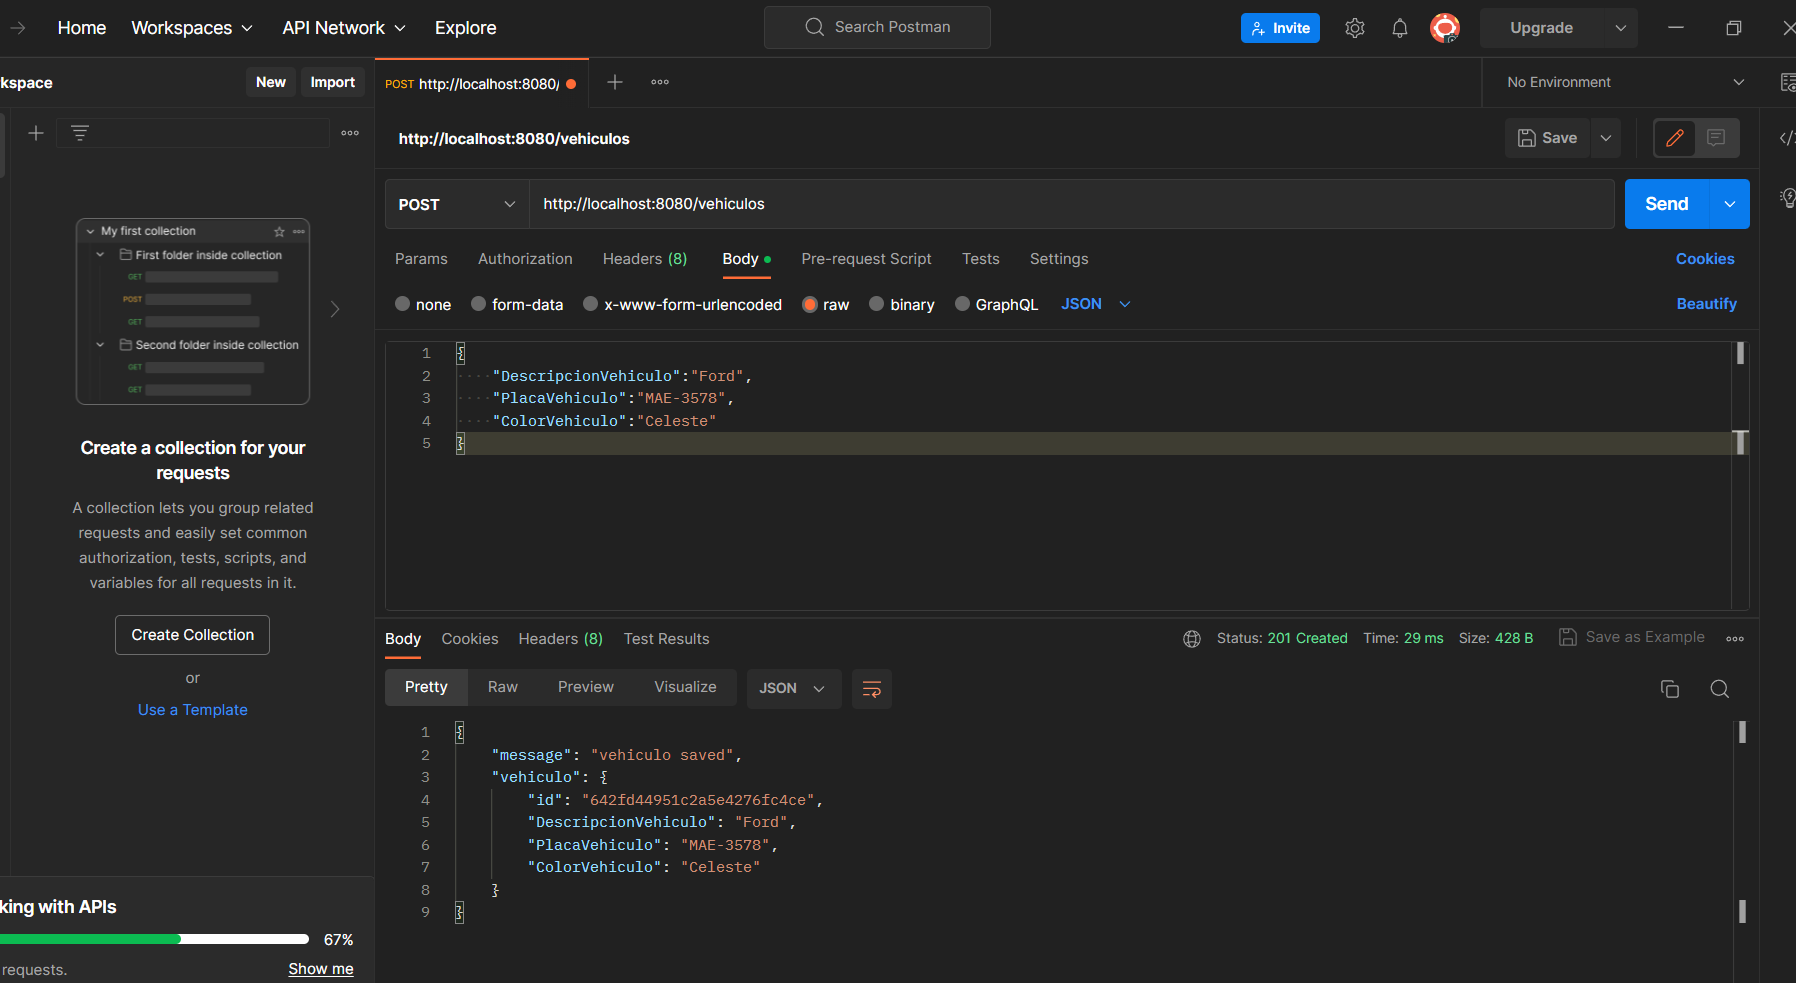 Home Workspaces API Network Explore Search Postman Invite Upgrade
kspace New Import POST http://localhost:8080/ No Environment
http://localhost:8080/vehiculos Save
POST http://localhost:8080/vehiculos Send
Params Authorization Headers (8) Body Pre-request Script Tests Settings Cookies
none form-data x-www-form-urlencoded raw binary GraphQL JSON Beautify
1 {
2 "DescripcionVehiculo":"Ford",
3 "PlacaVehiculo":"MAE-3578",
4 "ColorVehiculo":"Celeste"
5 }
My first collection
First folder inside collection
GET
POST
GET
Second folder inside collection
GET
GET
Create a collection for your
requests
A collection lets you group related
requests and easily set common
authorization, tests, scripts, and
variables for all requests in it.
Create Collection
or
Use a Template
king with APIs
67%
requests. Show me
Body Cookies Headers (8) Test Results Status: 201 Created Time: 29 ms Size: 428 B Save as Example
Pretty Raw Preview Visualize JSON
1 {
2 "message": "vehiculo saved",
3 "vehiculo": {
4 "id": "642fd44951c2a5e4276fc4ce",
5 "DescripcionVehiculo": "Ford",
6 "PlacaVehiculo": "MAE-3578",
7 "ColorVehiculo": "Celeste"
8 }
9 }